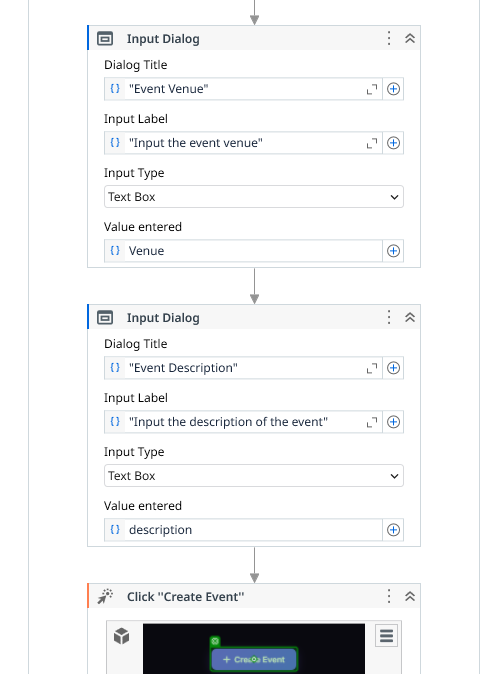 Input Dialog
Dialog Title
"Event Venue"
Input Label
"Input the event venue"
Input Type
Text Box
Value entered
Venue
Input Dialog
Dialog Title
"Event Description"
Input Label
"Input the description of the event"
Input Type
Text Box
Value entered
description
Click "Create Event"
+ Create Event